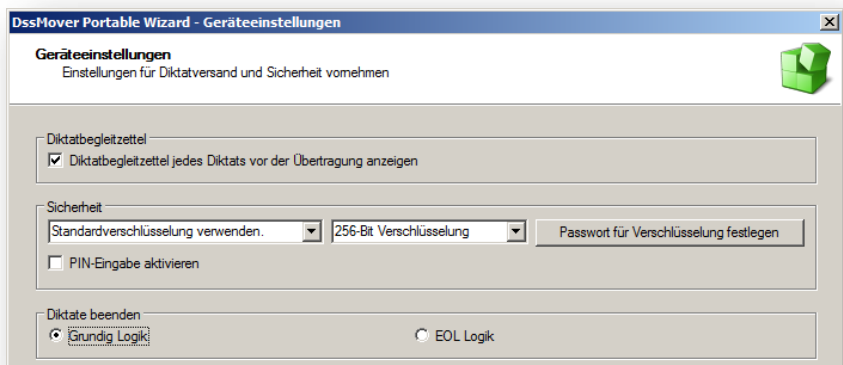 DssMover Portable Wizard - Geräteeinstellungen
Geräteeinstellungen
Einstellungen für Diktatversand und Sicherheit vornehmen
Diktatbegleitzettel
Diktatbegleitzettel jedes Diktats vor der Übertragung anzeigen
Sicherheit
Standardverschlüsselung verwenden. 256-Bit Verschlüsselung Passwort für Verschlüsselung festlegen
PIN-Eingabe aktivieren
Diktate beenden
Grundig Logik EOL Logik